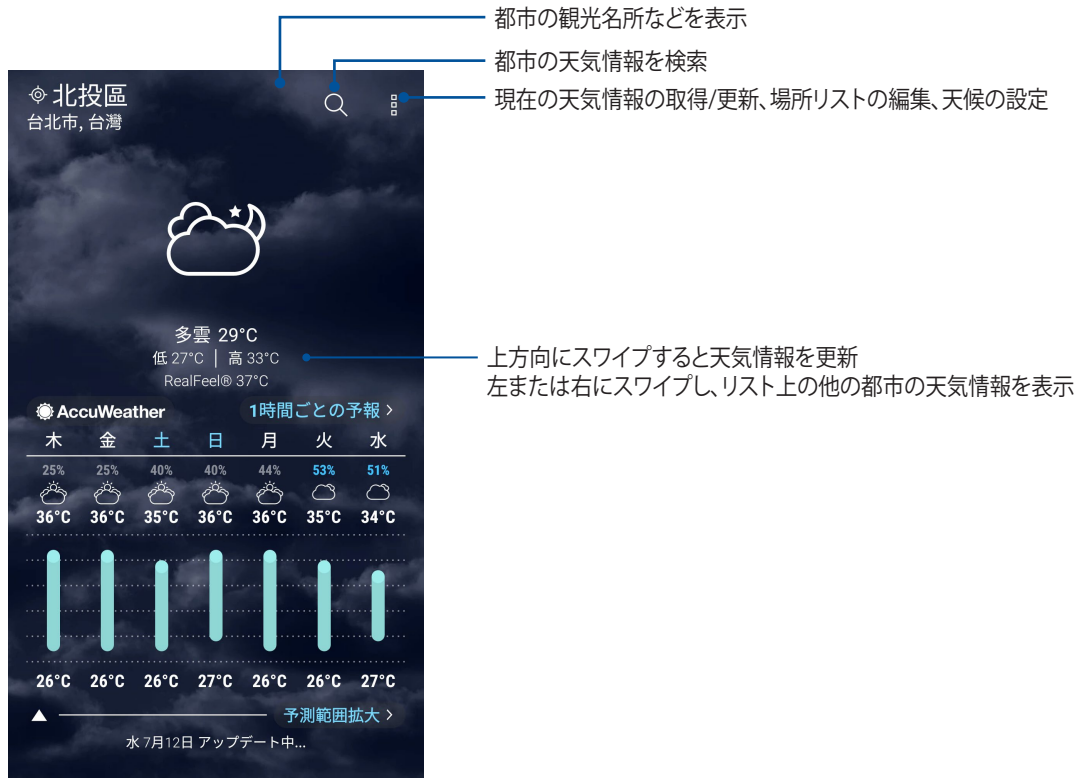 都市の観光名所などを表示
都市の天気情報を検索
現在の天気情報の取得/更新、場所リストの編集、天候の設定
北投區
台北市, 台灣
多雲 29°C
低 27°C | 高 33°C
RealFeel® 37°C
上方向にスワイプすると天気情報を更新
左または右にスワイプし、リスト上の他の都市の天気情報を表示
AccuWeather 1時間ごとの予報 >
木 金 土 日 月 火 水
25% 25% 40% 40% 44% 53% 51%
36°C 36°C 35°C 36°C 36°C 35°C 34°C
26°C 26°C 26°C 27°C 26°C 26°C 27°C
予測範囲拡大 >
水 7月12日 アップデート中...